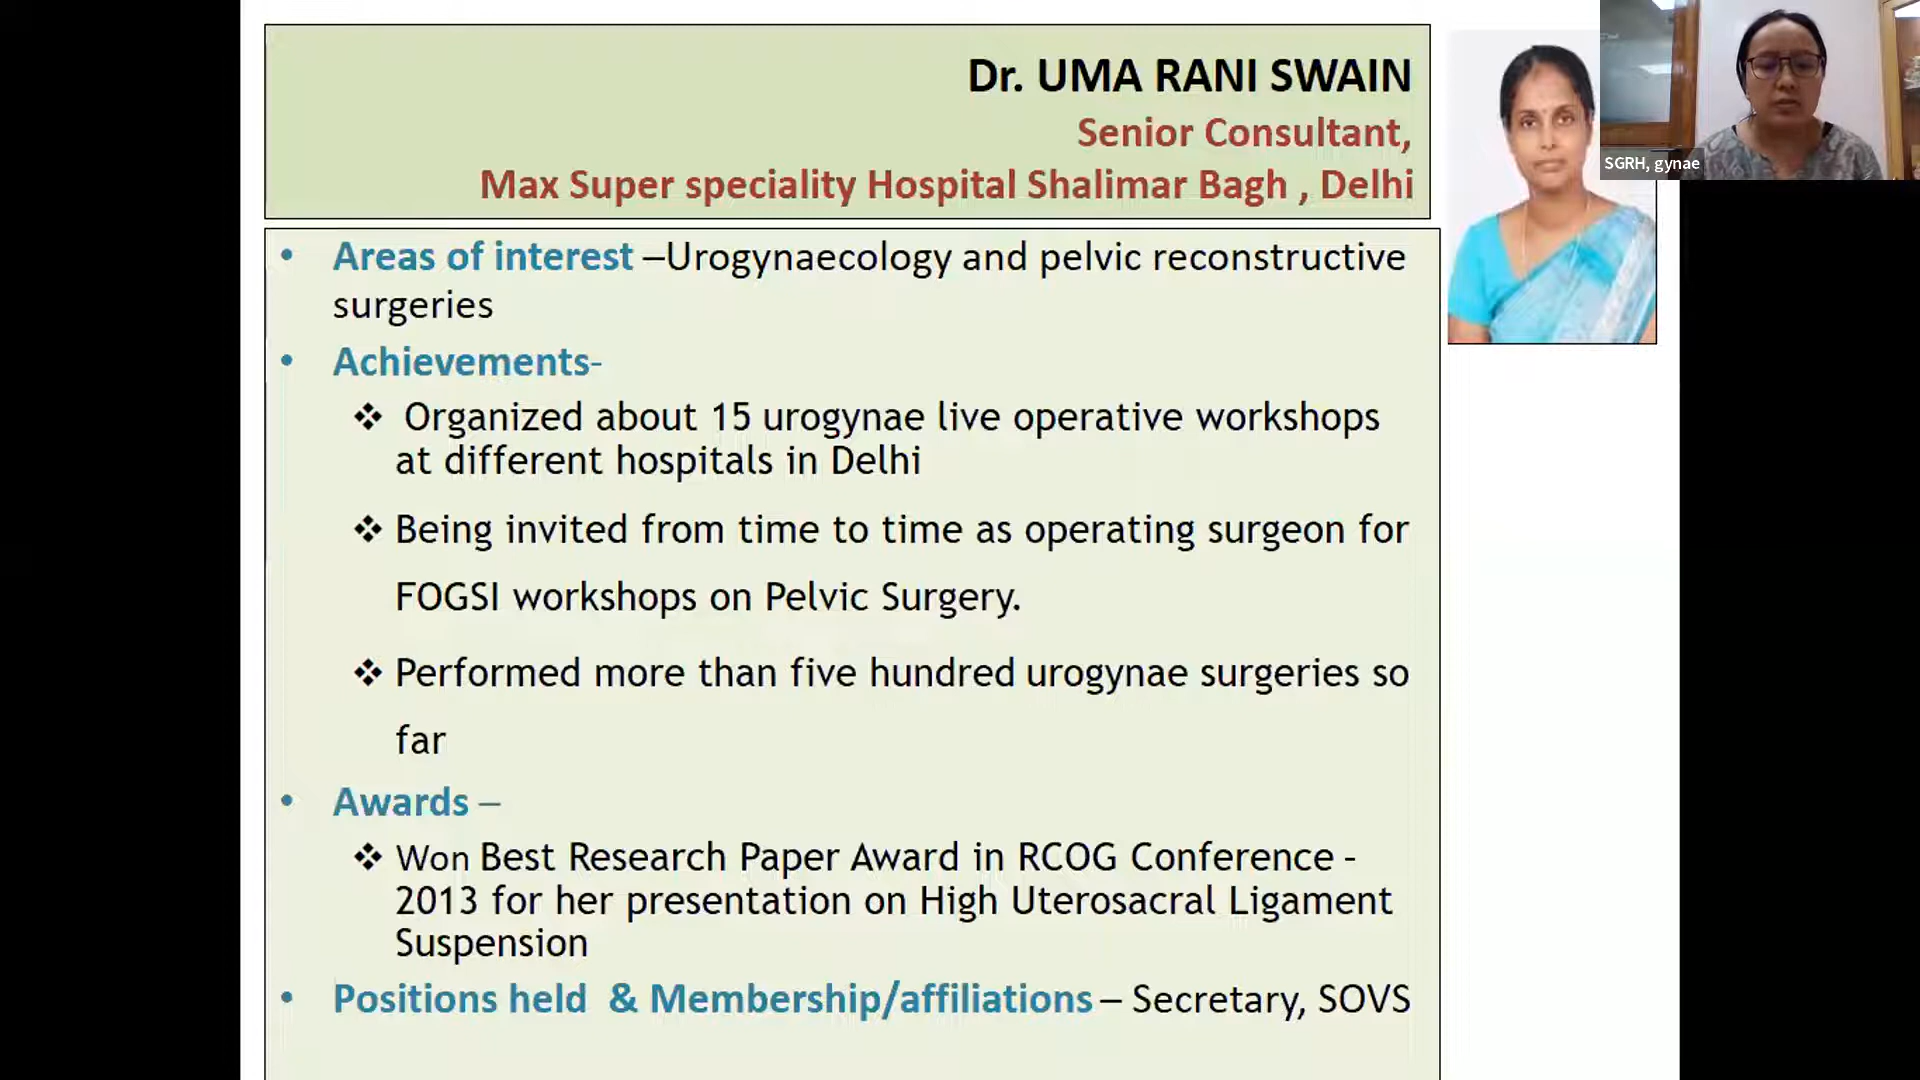 Dr. UMA RANI SWAIN
Senior Consultant,
Max Super speciality Hospital Shalimar Bagh , Delhi
SGRH, gynae
• Areas of interest –Urogynaecology and pelvic reconstructive
surgeries
• Achievements-
❖ Organized about 15 urogynae live operative workshops
at different hospitals in Delhi
❖ Being invited from time to time as operating surgeon for
FOGSI workshops on Pelvic Surgery.
❖ Performed more than five hundred urogynae surgeries so
far
• Awards –
❖ Won Best Research Paper Award in RCOG Conference -
2013 for her presentation on High Uterosacral Ligament
Suspension
• Positions held & Membership/affiliations – Secretary, SOVS